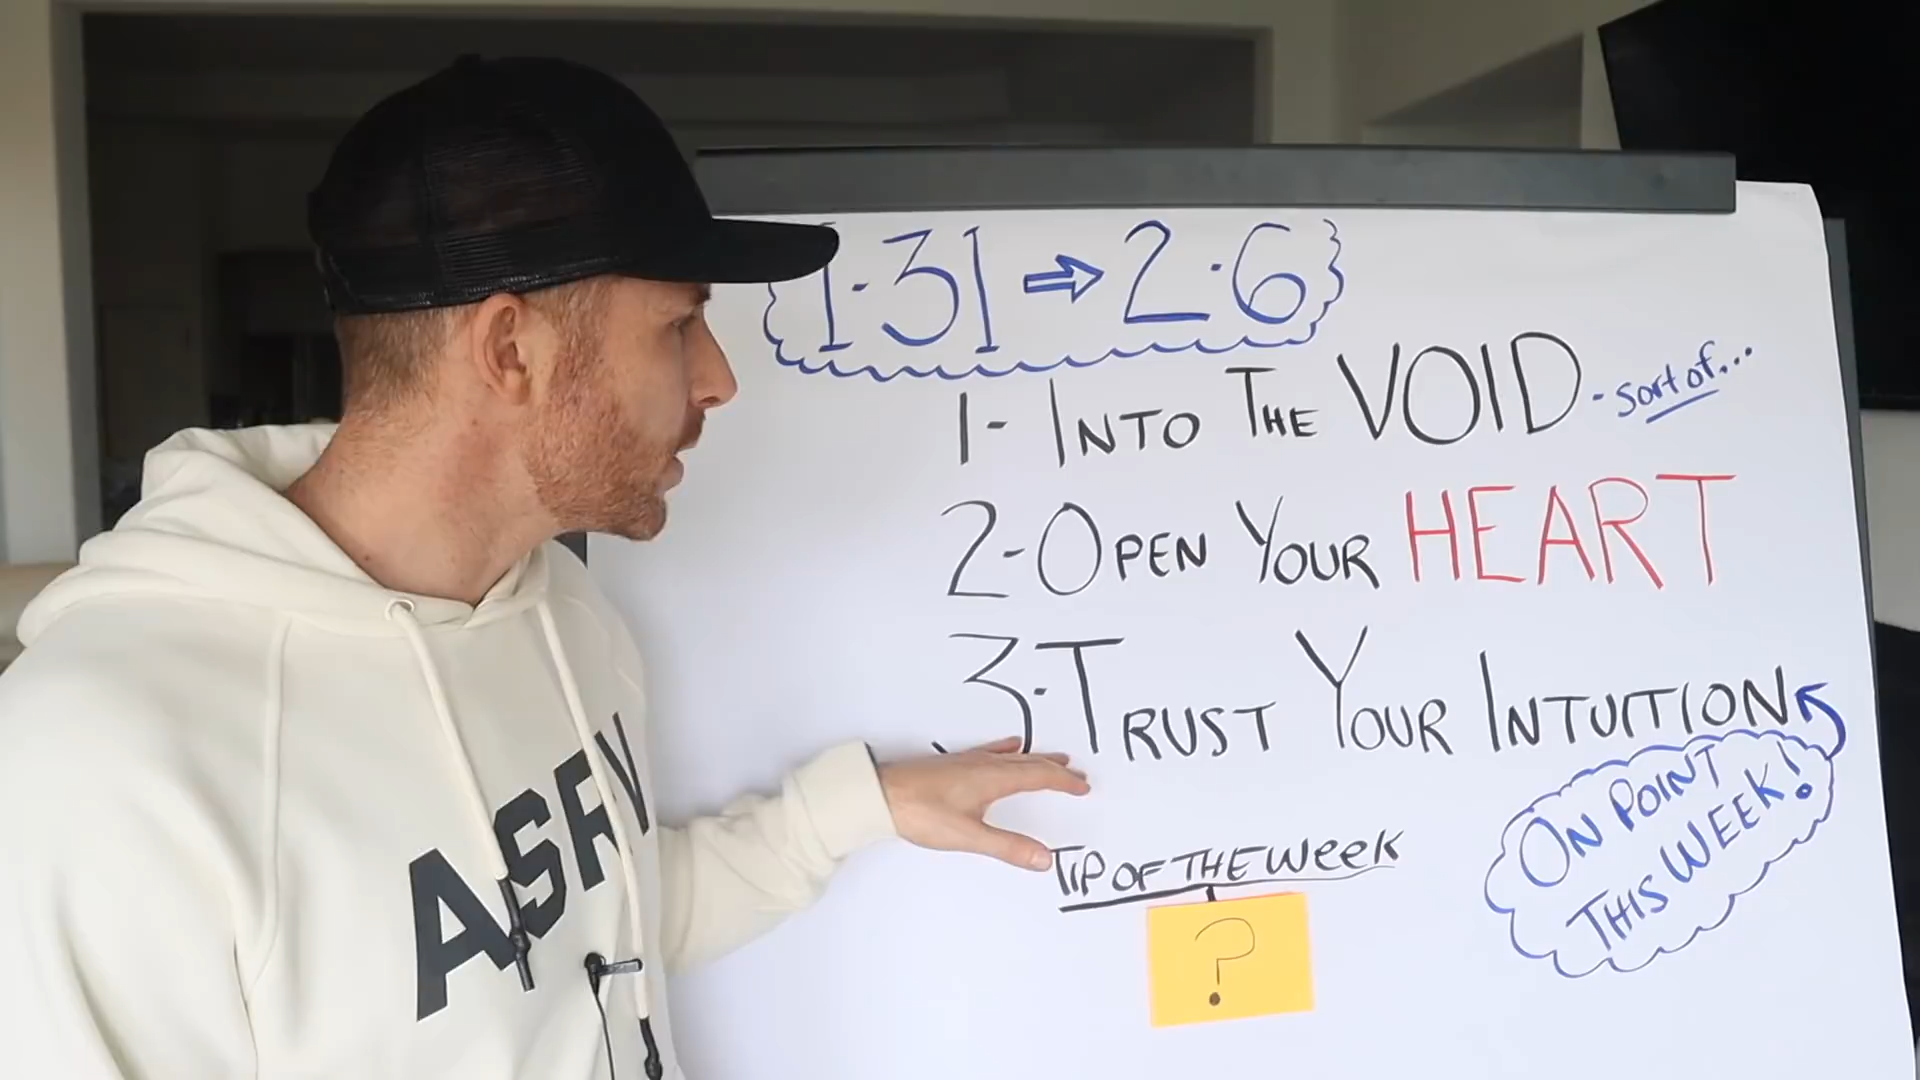 1·31 ⇒ 2·6
1- INTO THE VOID - sort of...
2- OPEN YOUR HEART
3- TRUST YOUR INTUITION
ON POINT
THIS WEEK!
TIP OF THE WEEK
?
ASRV